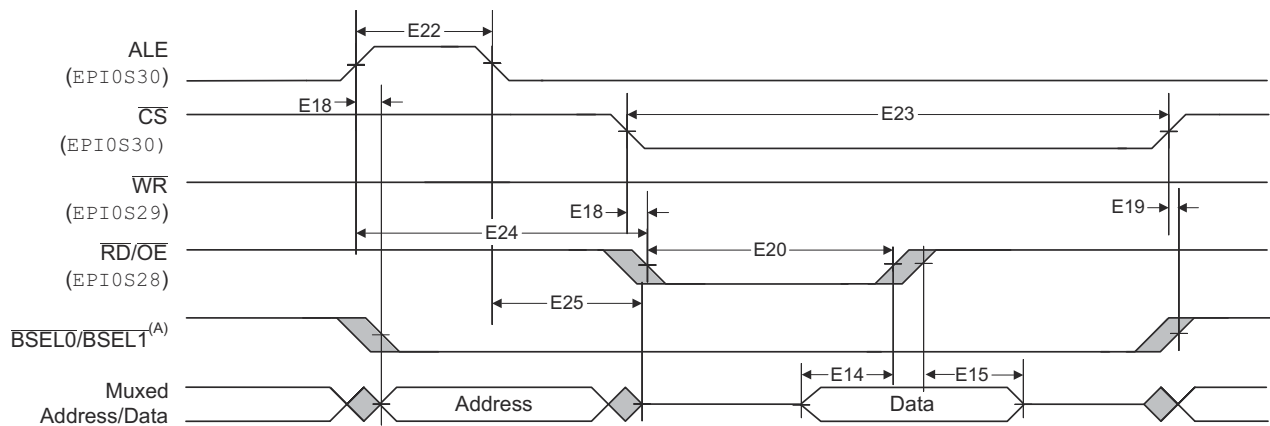 E22
ALE
(EPI0S30)
E18
CS
E23
(EPI0S30)
WR
(EPI0S29)
E18
E19
E24
RD/OE
E20
(EPI0S28)
E25
BSEL0/BSEL1(A)
E14
E15
Muxed
Address/Data
Address
Data